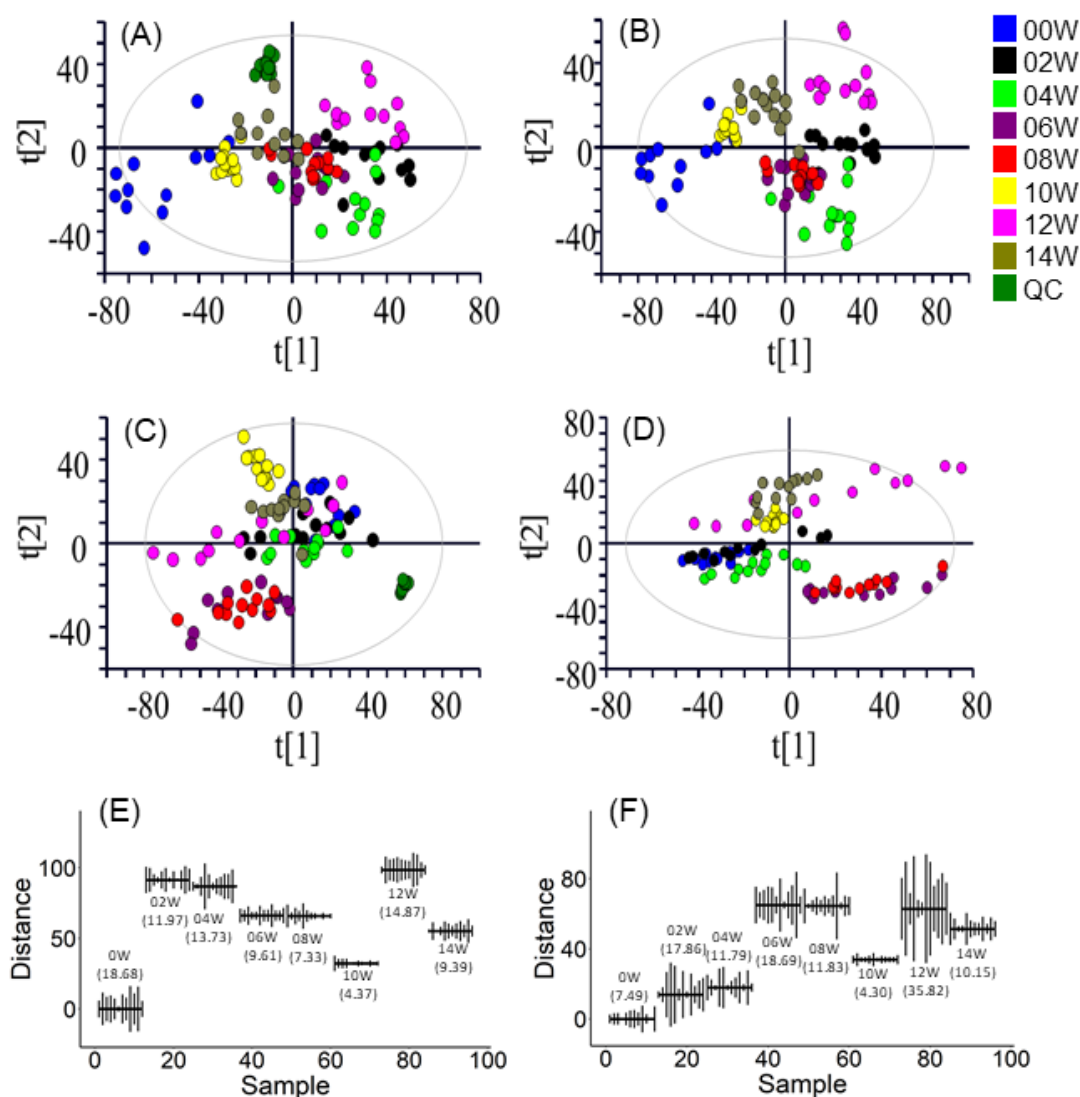 (A)
(B)
t[2]
40
0
-40
-80
-40
0
40
80
t[1]
t[2]
40
0
-40
-80
-40
0
40
80
t[1]
00W
02W
04W
06W
08W
10W
12W
14W
QC
(C)
(D)
t[2]
40
0
-40
-80
-40
0
40
80
t[1]
t[2]
80
40
0
-40
-80
-80
-40
0
40
80
t[1]
(E)
Distance
100
50
0
0W
(18.68)
02W
(11.97)
04W
(13.73)
06W
(9.61)
08W
(7.33)
10W
(4.37)
12W
(14.87)
14W
(9.39)
0
20
40
60
80
100
Sample
(F)
Distance
80
40
0
0W
(7.49)
02W
(17.86)
04W
(11.79)
06W
(18.69)
08W
(11.83)
10W
(4.30)
12W
(35.82)
14W
(10.15)
0
20
40
60
80
100
Sample